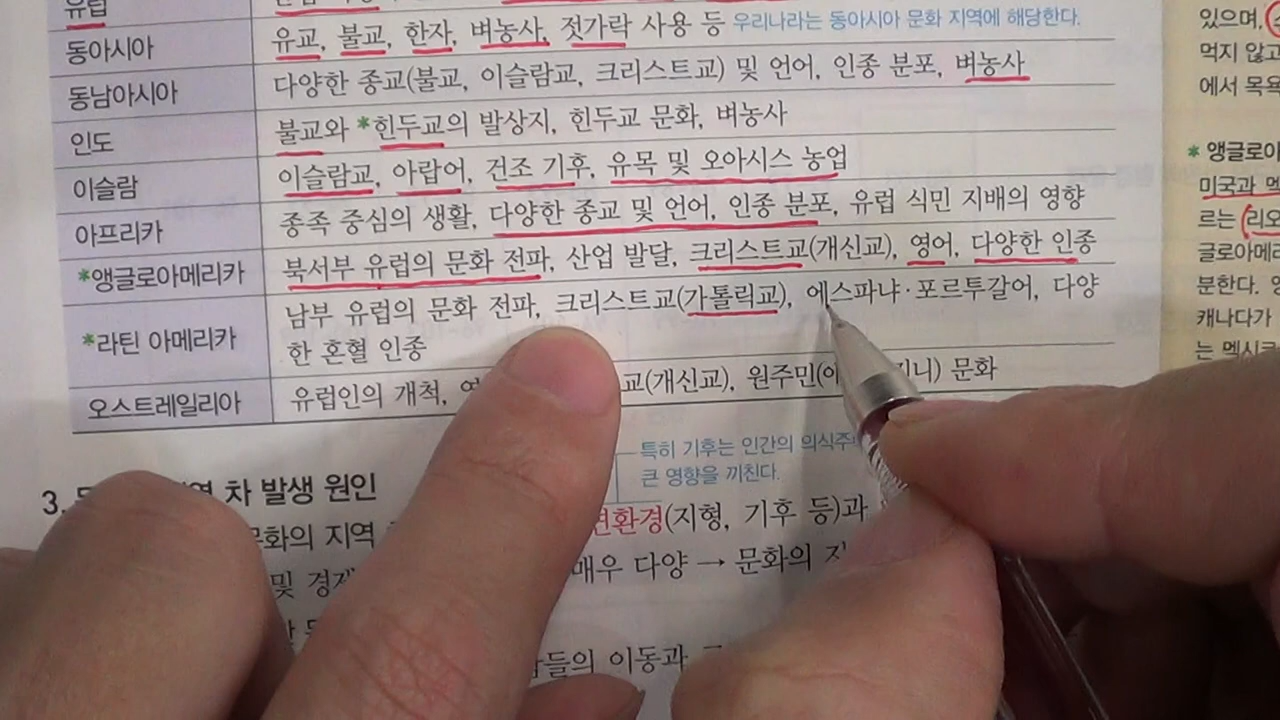 유럽
동아시아 유교, 불교, 한자, 벼농사, 젓가락 사용 등 우리나라는 동아시아 문화 지역에 해당한다.
동남아시아 다양한 종교(불교, 이슬람교, 크리스트교) 및 언어, 인종 분포, 벼농사
인도 불교와 *힌두교의 발상지, 힌두교 문화, 벼농사
이슬람 이슬람교, 아랍어, 건조 기후, 유목 및 오아시스 농업
아프리카 종족 중심의 생활, 다양한 종교 및 언어, 인종 분포, 유럽 식민 지배의 영향
*앵글로아메리카 북서부 유럽의 문화 전파, 산업 발달, 크리스트교(개신교), 영어, 다양한 인종
*라틴 아메리카 남부 유럽의 문화 전파, 크리스트교(가톨릭교), 에스파냐·포르투갈어, 다양
한 혼혈 인종
오스트레일리아 유럽인의 개척, 교(개신교), 원주민( 문화
특히 기후는 인간의 의식주
큰 영향을 끼친다.
3. 차 발생 원인
문화의 지역 연환경(지형, 기후 등)과
및 매우 다양 → 문화의
들의 이동과
있으며,
먹지 않고
에서 목욕
* 앵글로아
미국과
르는 (리오
글로아메리
분한다.
캐나다가
는 멕시코